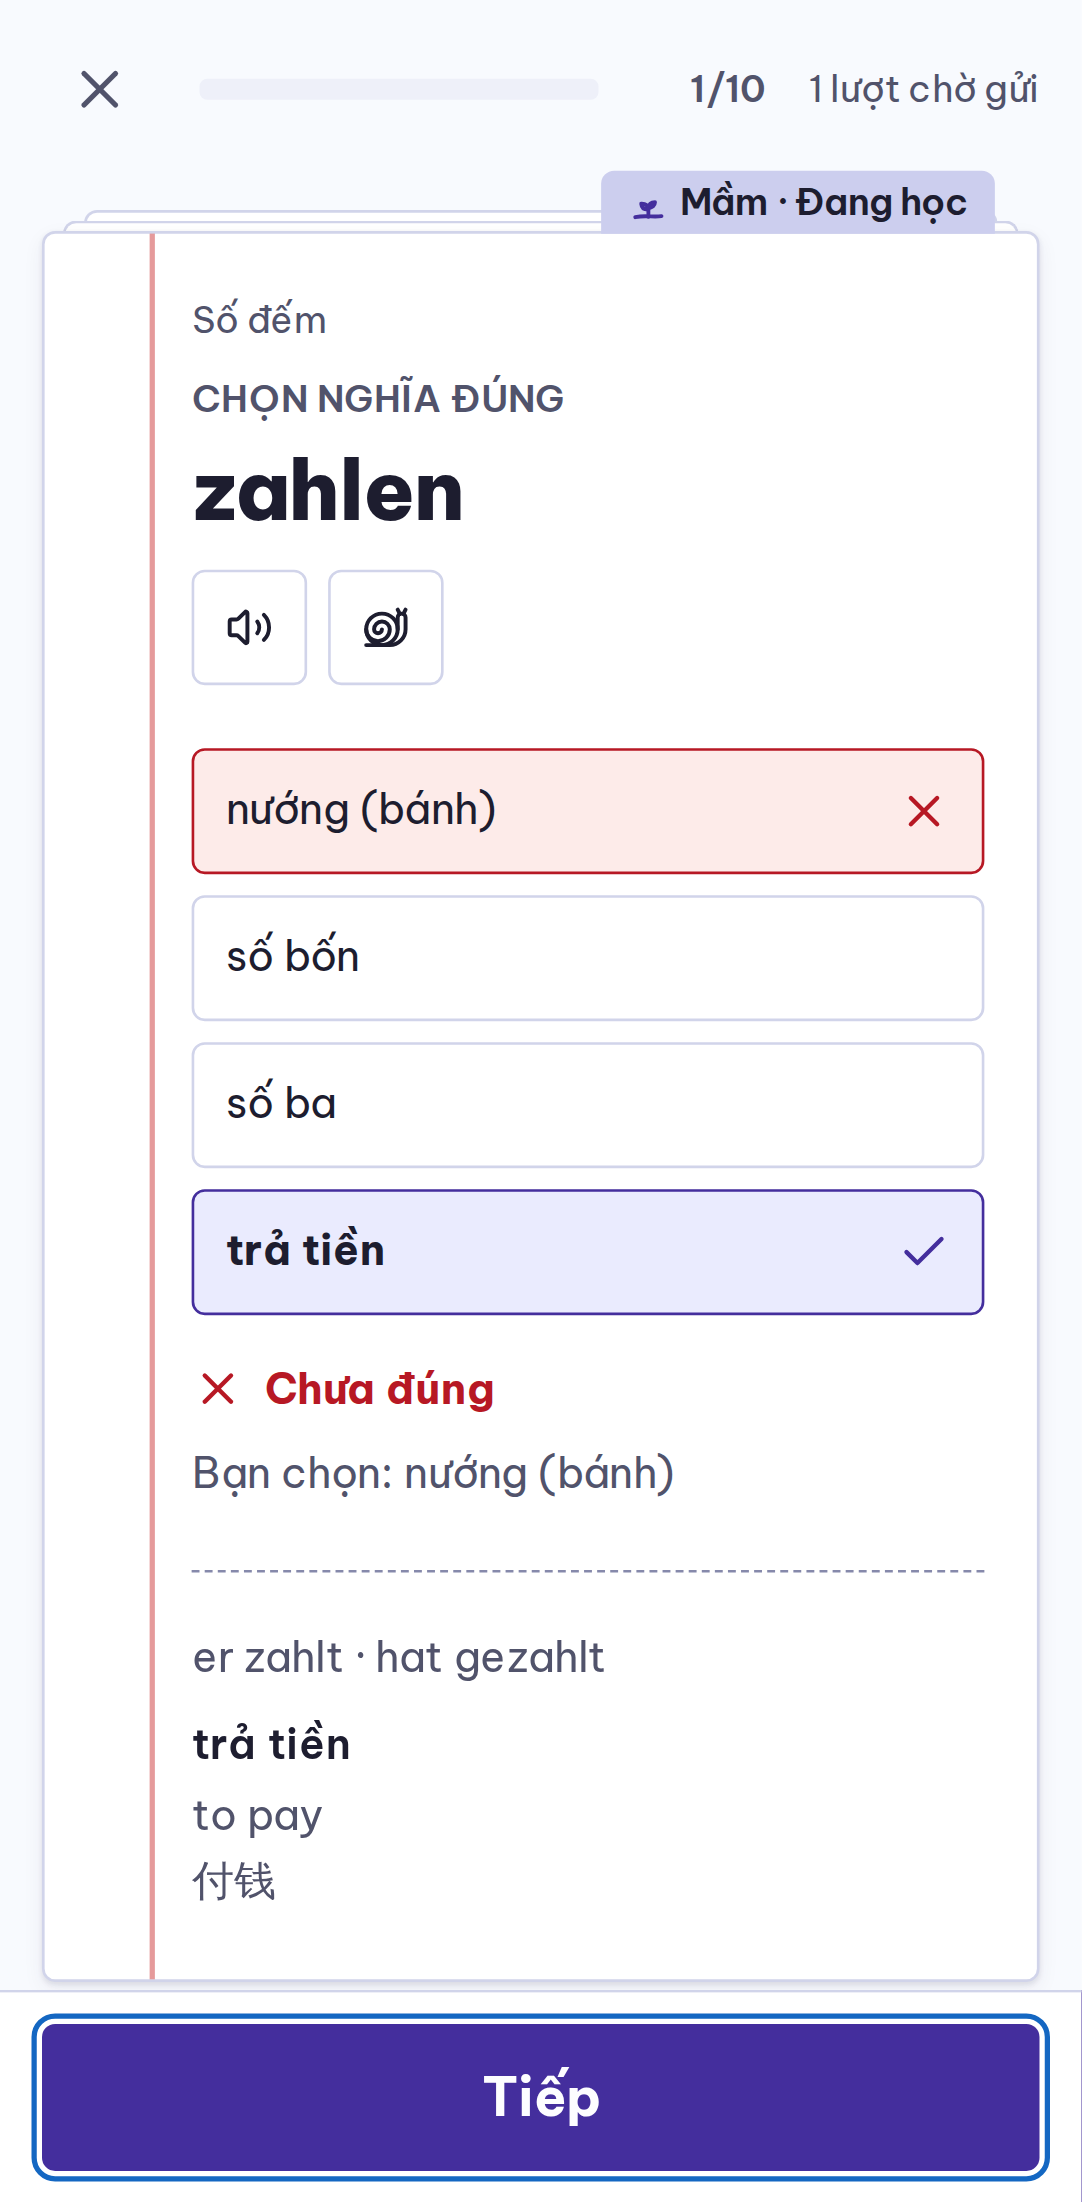 1/10 1 lượt chờ gửi
Mầm · Đang học
Số đếm
CHỌN NGHĨA ĐÚNG
zahlen
nướng (bánh)
số bốn
số ba
trả tiền
Chưa đúng
Bạn chọn: nướng (bánh)
er zahlt · hat gezahlt
trả tiền
to pay
付钱
Tiếp